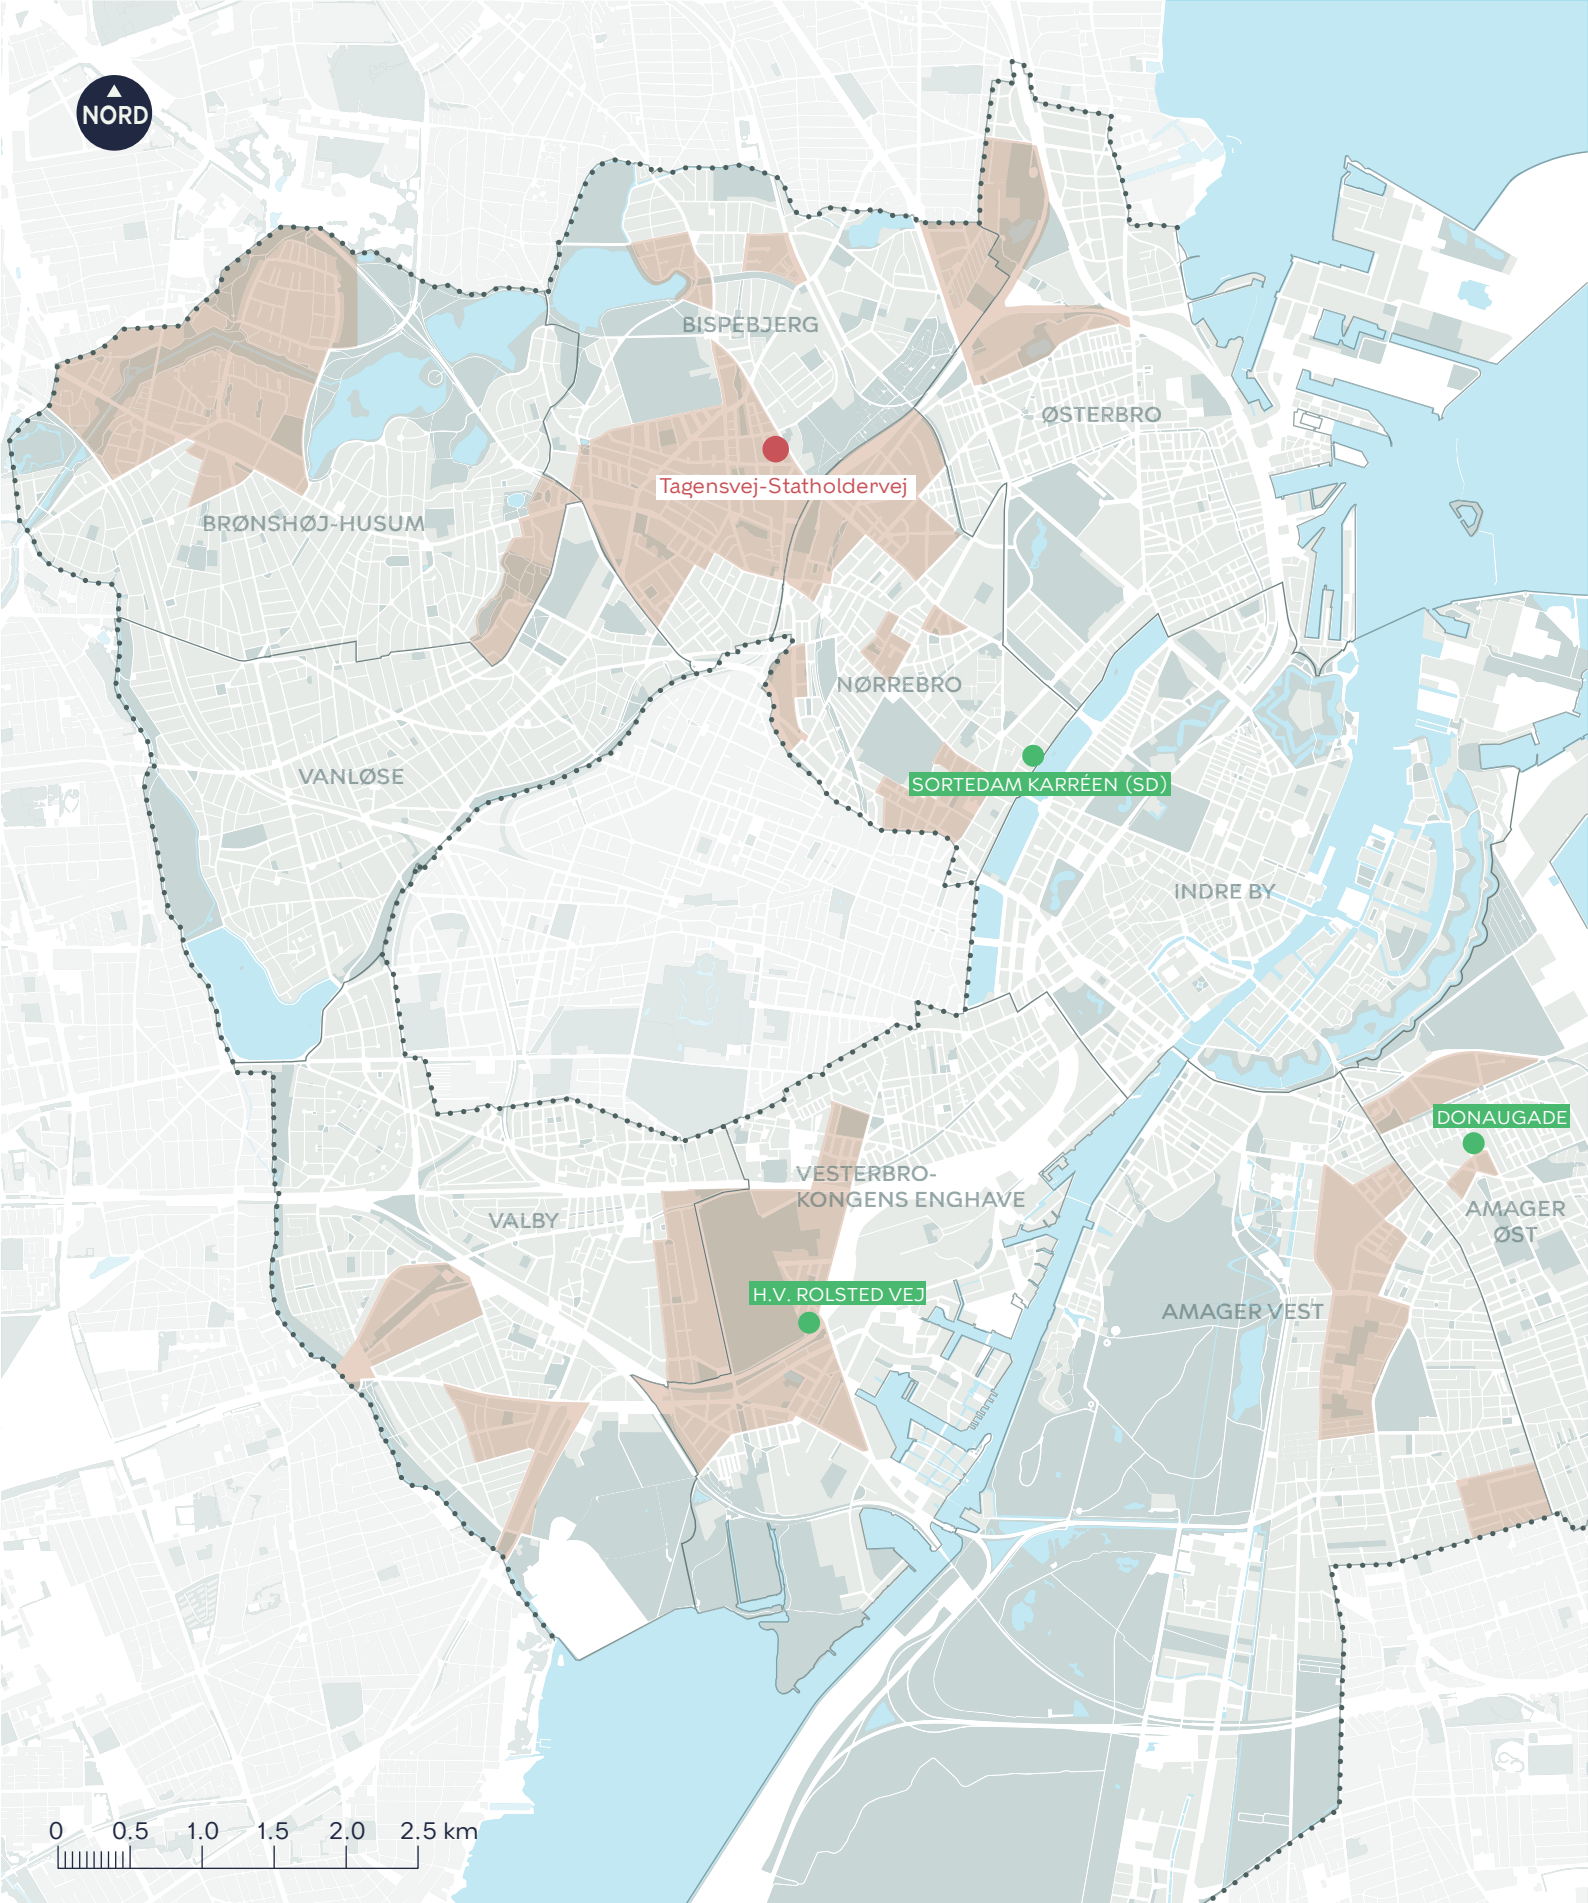 NORD
BISPEBJERG
ØSTERBRO
Tagensvej-Statholdervej
BRØNSHØJ-HUSUM
NØRREBRO
VANLØSE
SORTEDAM KARRÉEN (SD)
INDRE BY
DONAUGADE
VESTERBRO-
KONGENS ENGHAVE
AMAGER
ØST
VALBY
H.V. ROLSTED VEJ
AMAGER VEST
0 0.5 1.0 1.5 2.0 2.5 km